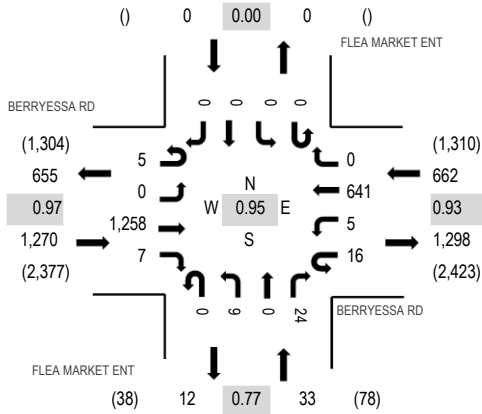 () 0 0.00 0 ()
FLEA MARKET ENT
0 0 0 0
BERRYESSA RD
(1,304) (1,310)
655 5 0 662
0 N 641
0.97 W 0.95 E 0.93
1,270 1,258 S 5 1,298
7 16
(2,377) (2,423)
0 9 0 24
BERRYESSA RD
FLEA MARKET ENT
(38) 12 0.77 33 (78)